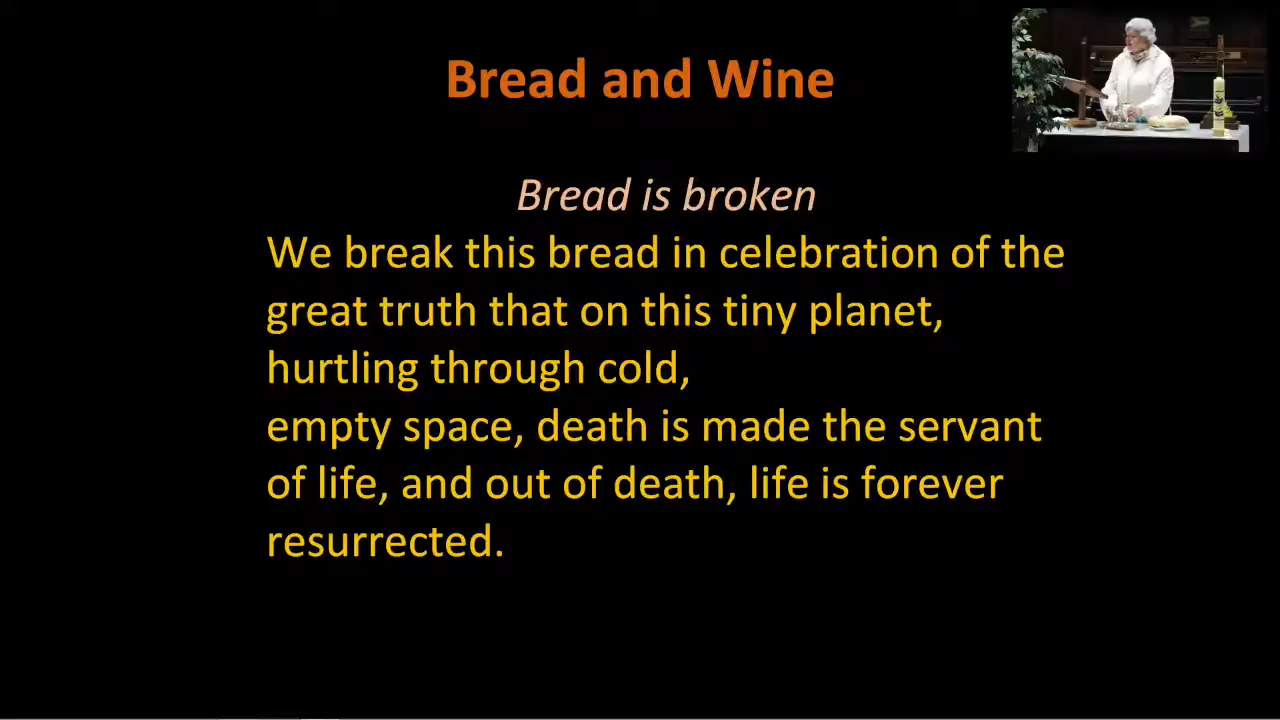 Bread and Wine
Bread is broken
We break this bread in celebration of the
great truth that on this tiny planet,
hurtling through cold,
empty space, death is made the servant
of life, and out of death, life is forever
resurrected.